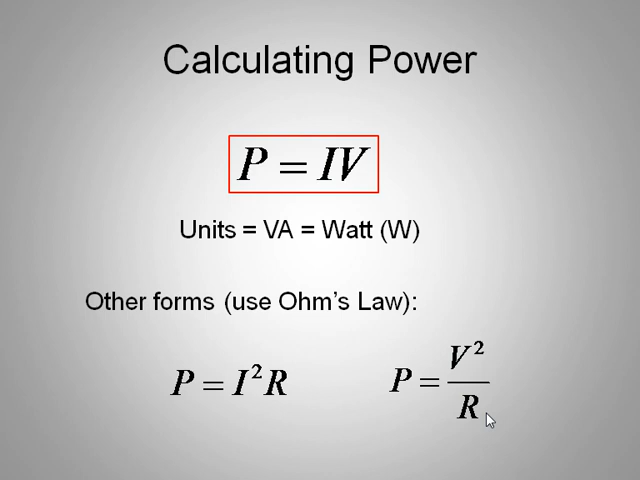 Calculating Power
P = IV
Units = VA = Watt (W)
Other forms (use Ohm's Law):
P = I²R
P = V²/R